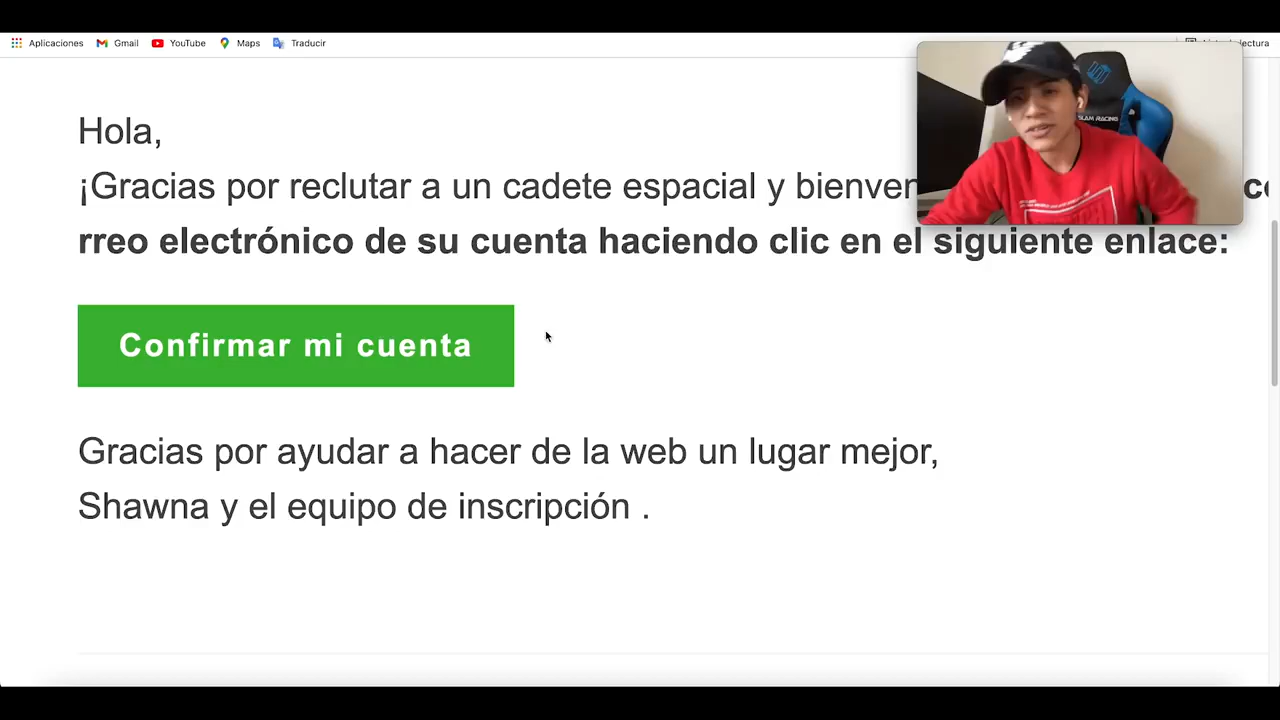 Aplicaciones Gmail YouTube Maps Traducir
Hola,
¡Gracias por reclutar a un cadete espacial y
rreo electrónico de su cuenta haciendo clic en el siguiente enlace:
Confirmar mi cuenta
Gracias por ayudar a hacer de la web un lugar mejor,
Shawna y el equipo de inscripción .
SLAM RACING